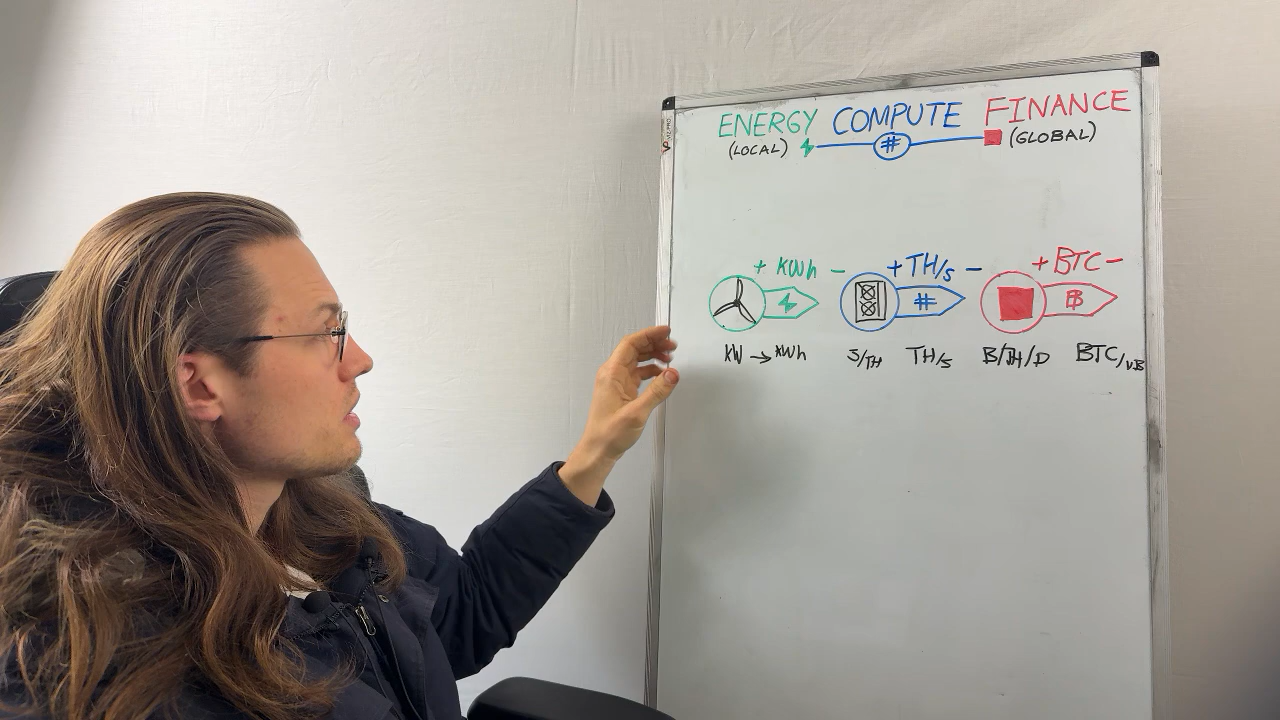 ENERGY COMPUTE FINANCE
(LOCAL) # (GLOBAL)
+ KWh - + TH/s - + BTC -
# ₿
KW → KWh S/TH TH/S B/TH/D BTC/vB